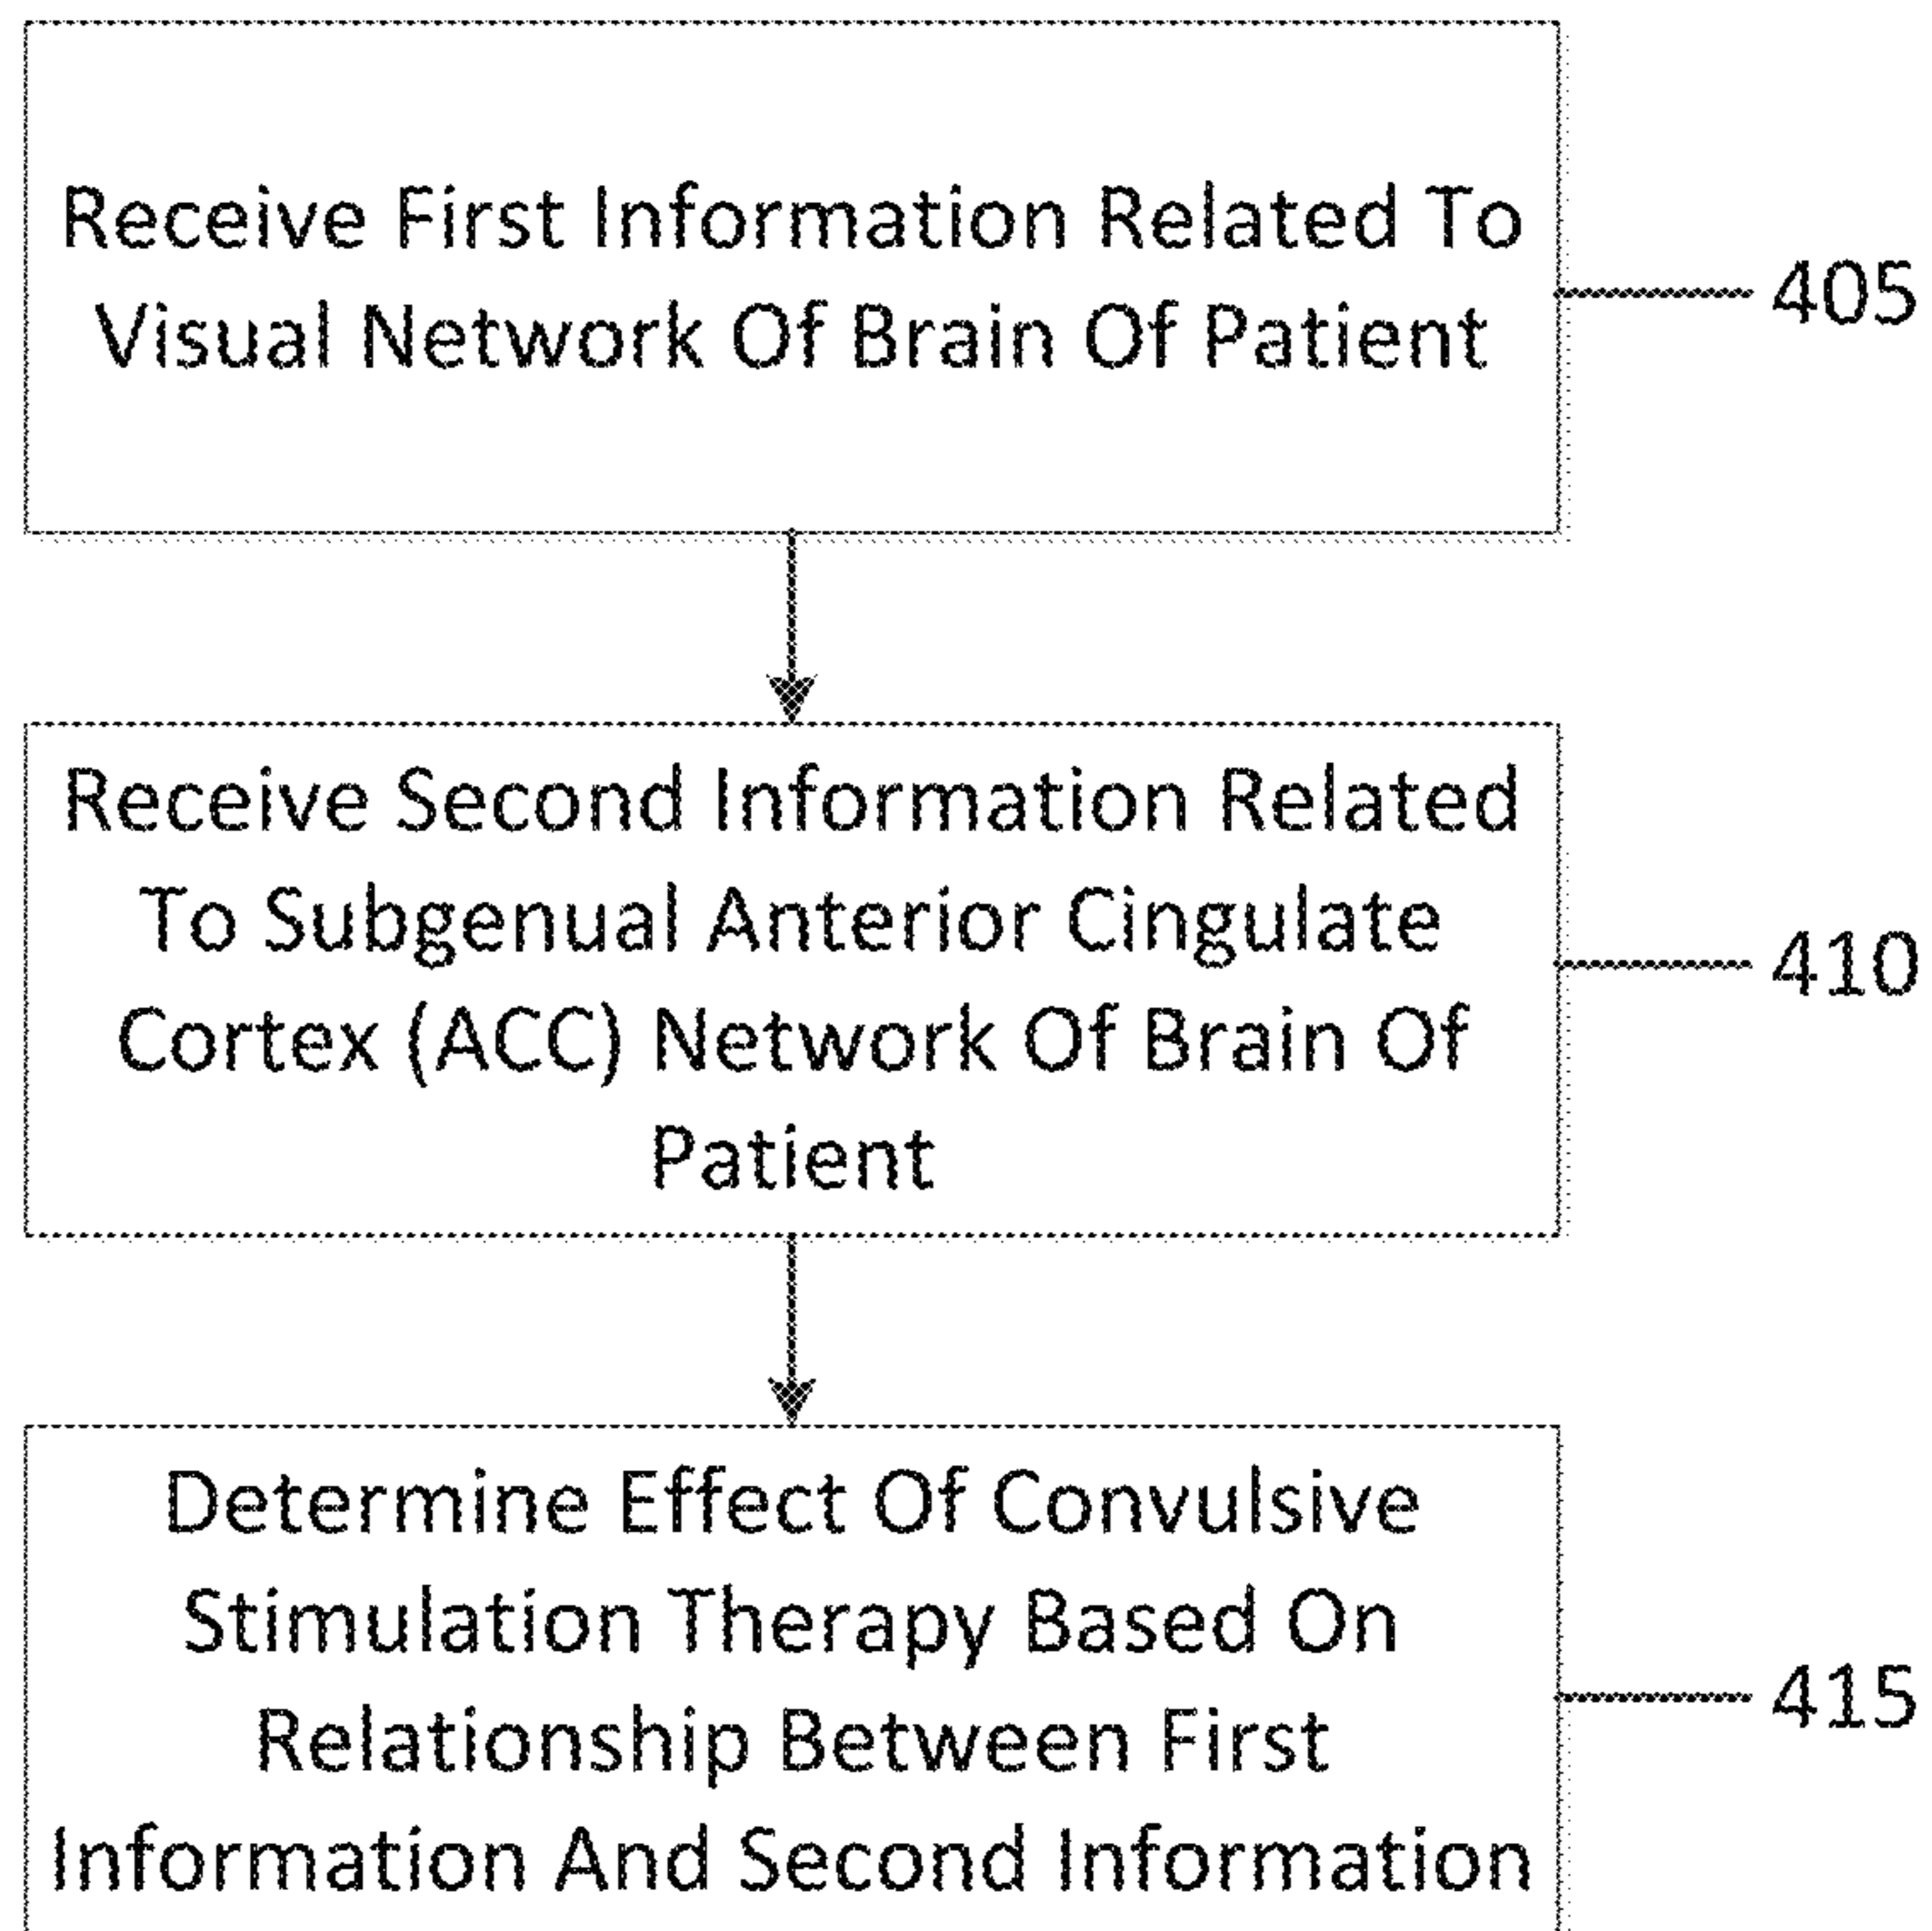 Receive First Information Related To
Visual Network Of Brain Of Patient
405
Receive Second Information Related
To Subgenual Anterior Cingulate
Cortex (ACC) Network Of Brain Of
Patient
410
Determine Effect Of Convulsive
Stimulation Therapy Based On
Relationship Between First
Information And Second Information
415